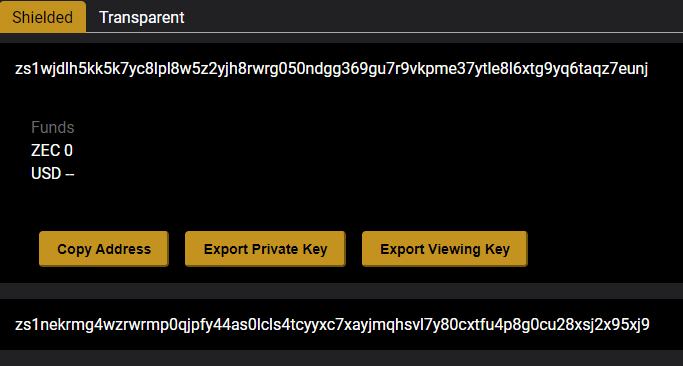 Shielded Transparent
zs1wjdlh5kk5k7yc8lpl8w5z2yjh8rwrg050ndgg369gu7r9vkpme37ytle8l6xtg9yq6taqz7eunj
Funds
ZEC 0
USD --
Copy Address Export Private Key Export Viewing Key
zs1nekrmg4wzrwrmp0qjpfy44as0lcls4tcyyxc7xayjmqhsvl7y80cxtfu4p8g0cu28xsj2x95xj9